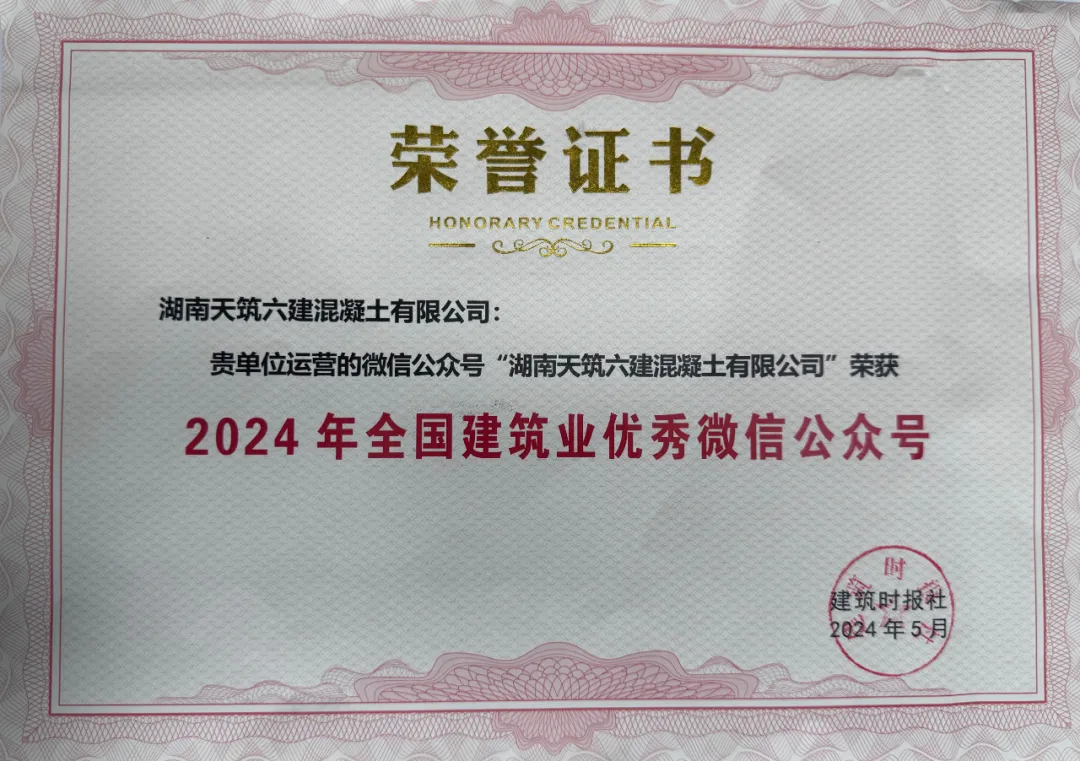 荣誉证书
HONORARY CREDENTIAL
湖南天筑六建混凝土有限公司：
贵单位运营的微信公众号“湖南天筑六建混凝土有限公司”荣获
2024年全国建筑业优秀微信公众号
建筑时报社
2024年5月